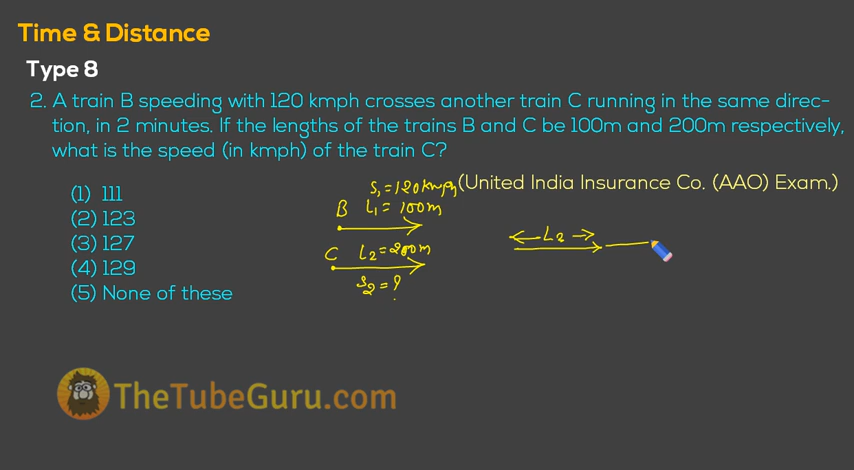 Time & Distance
Type 8
2. A train B speeding with 120 kmph crosses another train C running in the same direc-
tion, in 2 minutes. If the lengths of the trains B and C be 100m and 200m respectively,
what is the speed (in kmph) of the train C?
(United India Insurance Co. (AAO) Exam.)
(1) 111
(2) 123
(3) 127
(4) 129
(5) None of these
S₁ = 120 kmph
B L₁ = 100m
C L₂ = 200m
S₂ = ?
L₂
TheTubeGuru.com